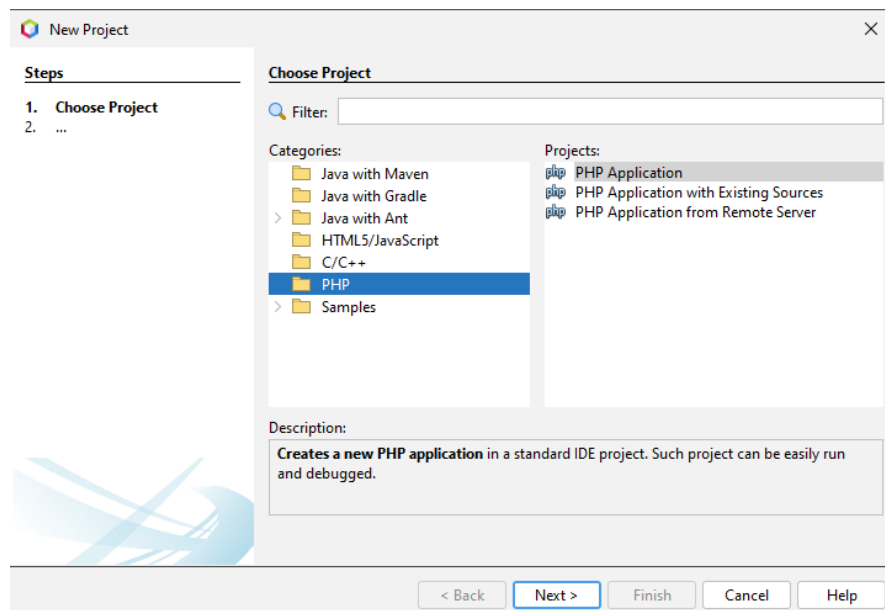 New Project
Steps
1. Choose Project
2. ...
Choose Project
Filter:
Categories:
Java with Maven
Java with Gradle
Java with Ant
HTML5/JavaScript
C/C++
PHP
Samples
Projects:
php PHP Application
php PHP Application with Existing Sources
php PHP Application from Remote Server
Description:
Creates a new PHP application in a standard IDE project. Such project can be easily run
and debugged.
< Back Next > Finish Cancel Help